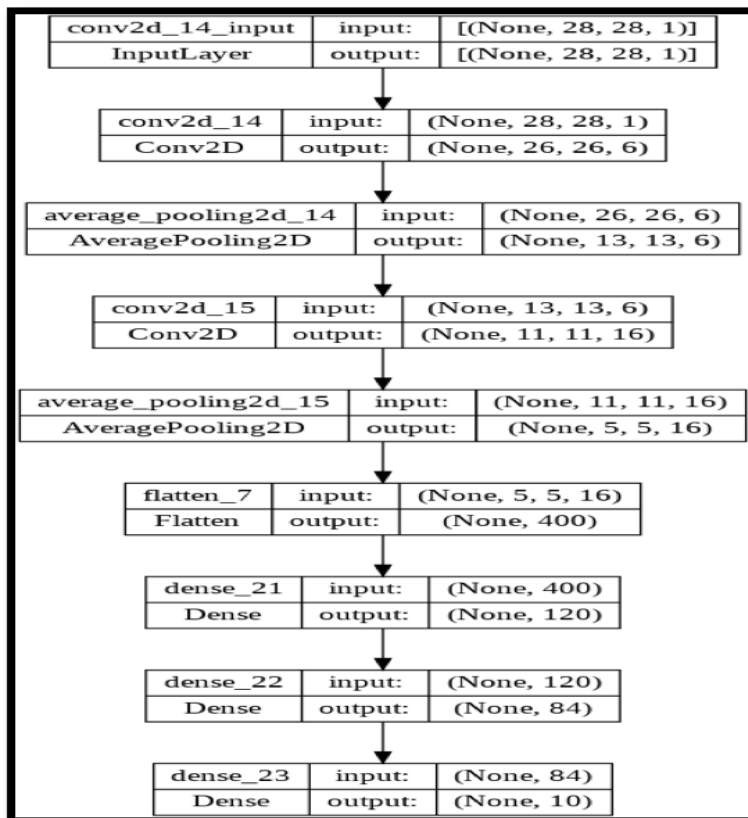 conv2d_14_input input: [(None, 28, 28, 1)]
InputLayer output: [(None, 28, 28, 1)]
conv2d_14 input: (None, 28, 28, 1)
Conv2D output: (None, 26, 26, 6)
average_pooling2d_14 input: (None, 26, 26, 6)
AveragePooling2D output: (None, 13, 13, 6)
conv2d_15 input: (None, 13, 13, 6)
Conv2D output: (None, 11, 11, 16)
average_pooling2d_15 input: (None, 11, 11, 16)
AveragePooling2D output: (None, 5, 5, 16)
flatten_7 input: (None, 5, 5, 16)
Flatten output: (None, 400)
dense_21 input: (None, 400)
Dense output: (None, 120)
dense_22 input: (None, 120)
Dense output: (None, 84)
dense_23 input: (None, 84)
Dense output: (None, 10)